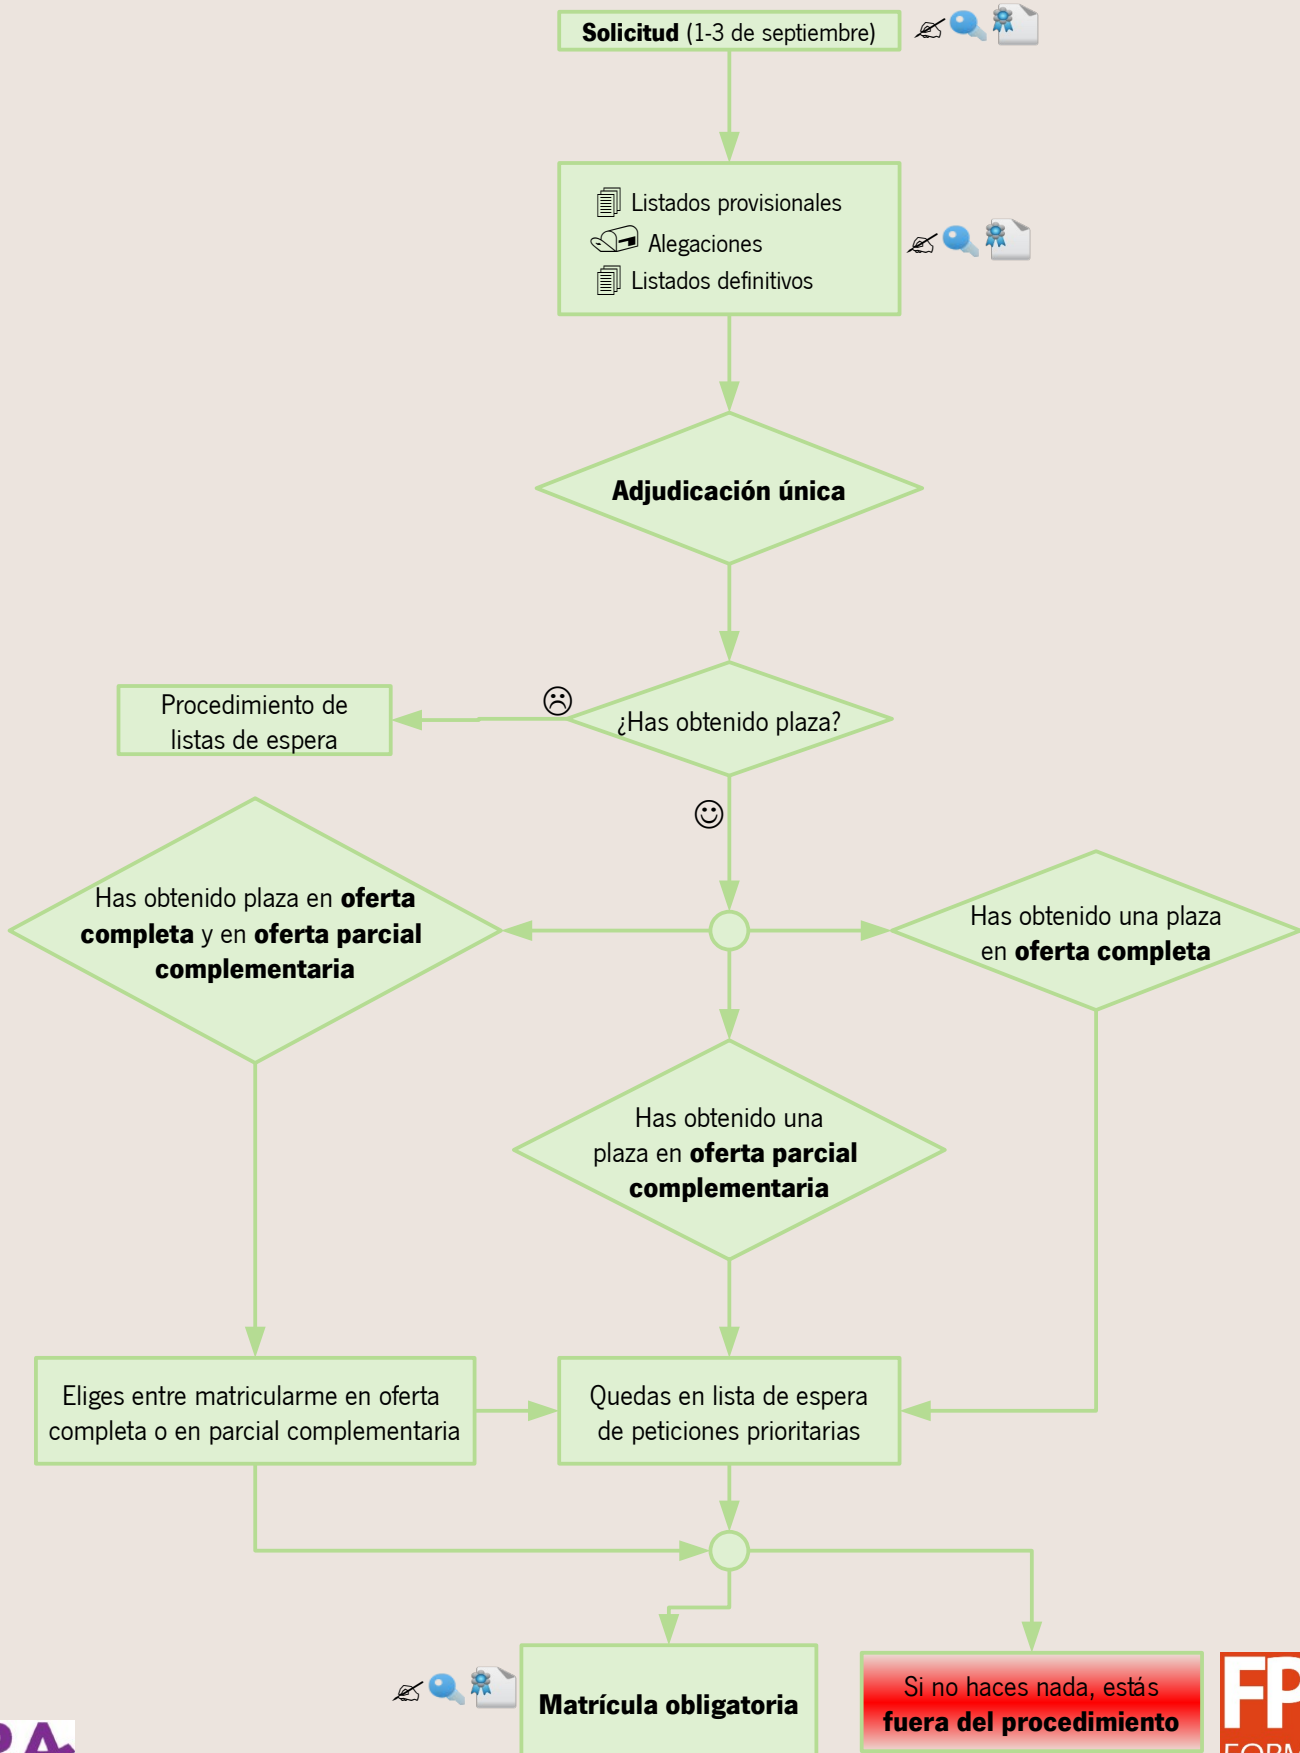 Solicitud (1-3 de septiembre)
Listados provisionales
Alegaciones
Listados definitivos
Adjudicación única
¿Has obtenido plaza?
Procedimiento de
listas de espera
Has obtenido plaza en oferta
completa y en oferta parcial
complementaria
Has obtenido una plaza
en oferta completa
Has obtenido una
plaza en oferta parcial
complementaria
Eliges entre matricularme en oferta
completa o en parcial complementaria
Quedas en lista de espera
de peticiones prioritarias
Matrícula obligatoria
Si no haces nada, estás
fuera del procedimiento
FP